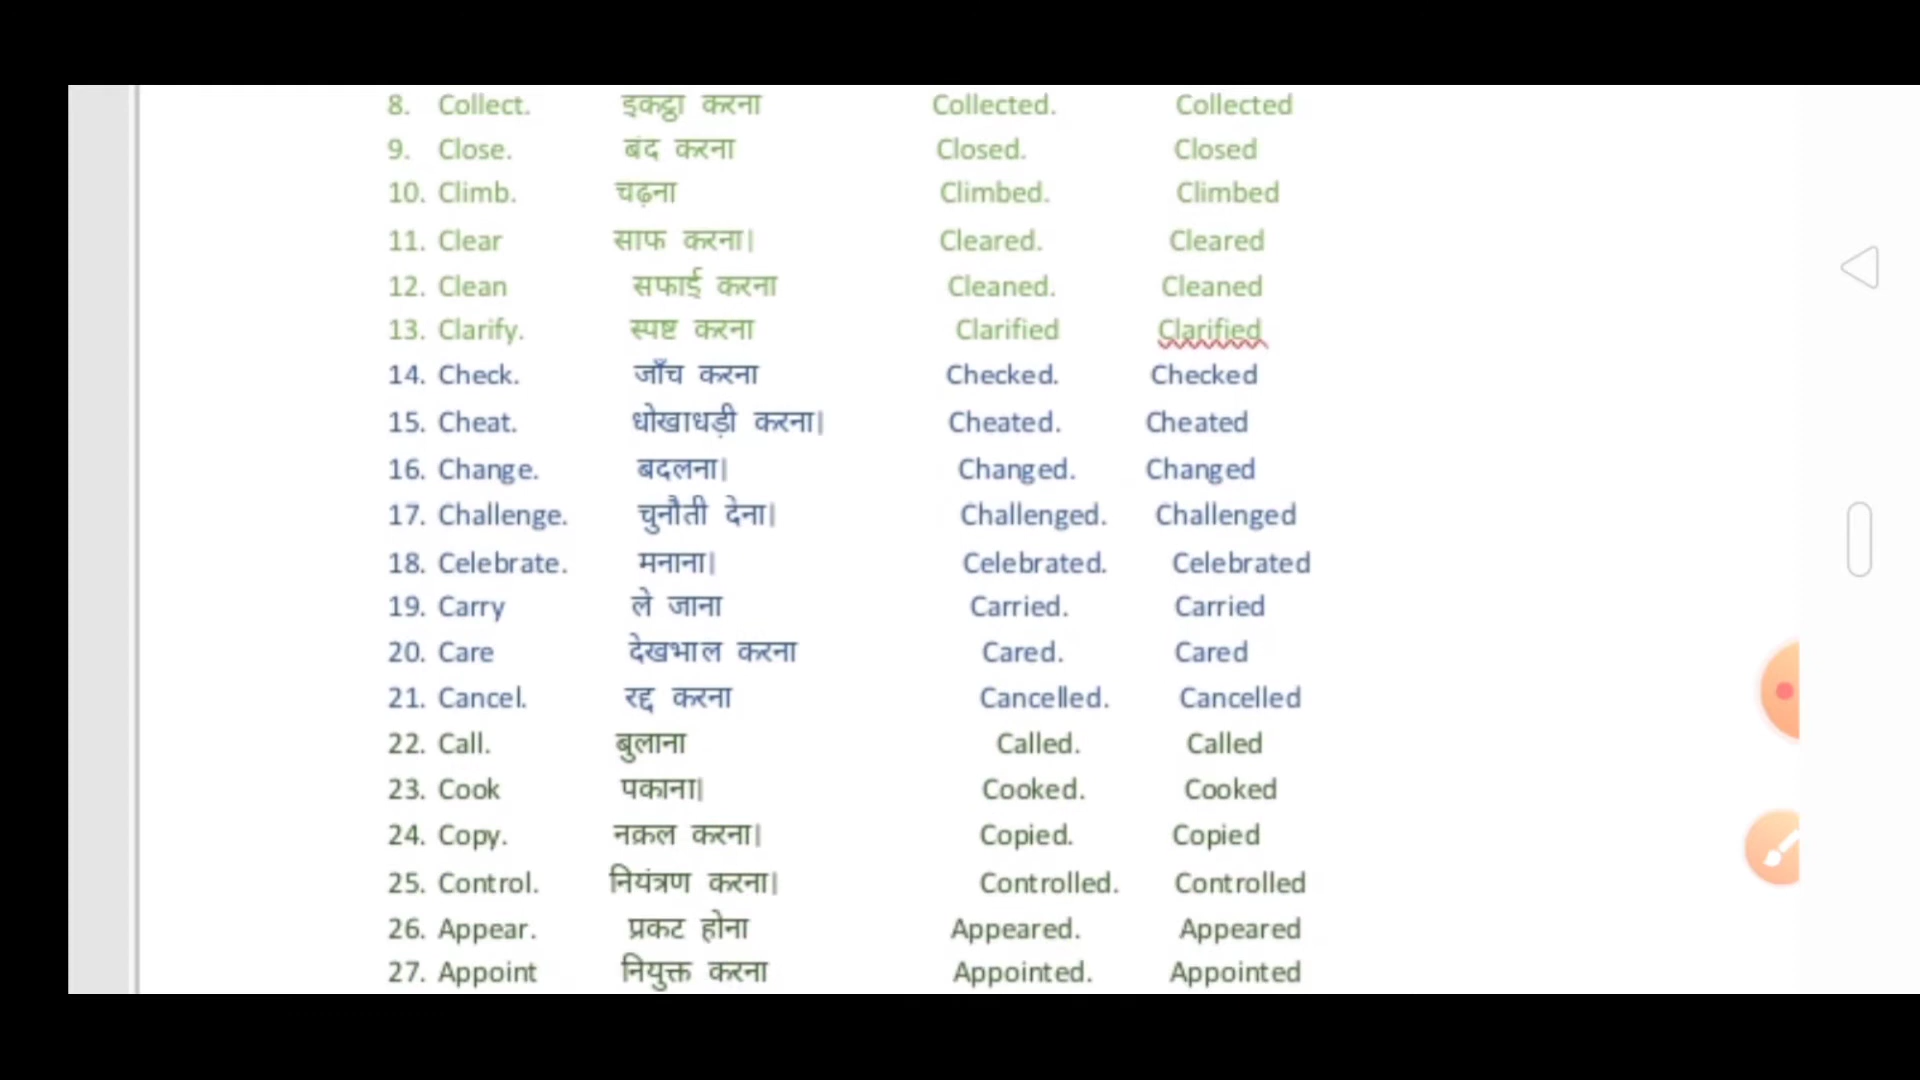 8. Collect. इकट्ठा करना Collected. Collected
9. Close. बंद करना Closed. Closed
10. Climb. चढ़ना Climbed. Climbed
11. Clear साफ करना| Cleared. Cleared
12. Clean सफाई करना Cleaned. Cleaned
13. Clarify. स्पष्ट करना Clarified Clarified
14. Check. जाँच करना Checked. Checked
15. Cheat. धोखाधड़ी करना| Cheated. Cheated
16. Change. बदलना| Changed. Changed
17. Challenge. चुनौती देना| Challenged. Challenged
18. Celebrate. मनाना| Celebrated. Celebrated
19. Carry ले जाना Carried. Carried
20. Care देखभाल करना Cared. Cared
21. Cancel. रद्द करना Cancelled. Cancelled
22. Call. बुलाना Called. Called
23. Cook पकाना| Cooked. Cooked
24. Copy. नक़ल करना| Copied. Copied
25. Control. नियंत्रण करना| Controlled. Controlled
26. Appear. प्रकट होना Appeared. Appeared
27. Appoint नियुक्त करना Appointed. Appointed